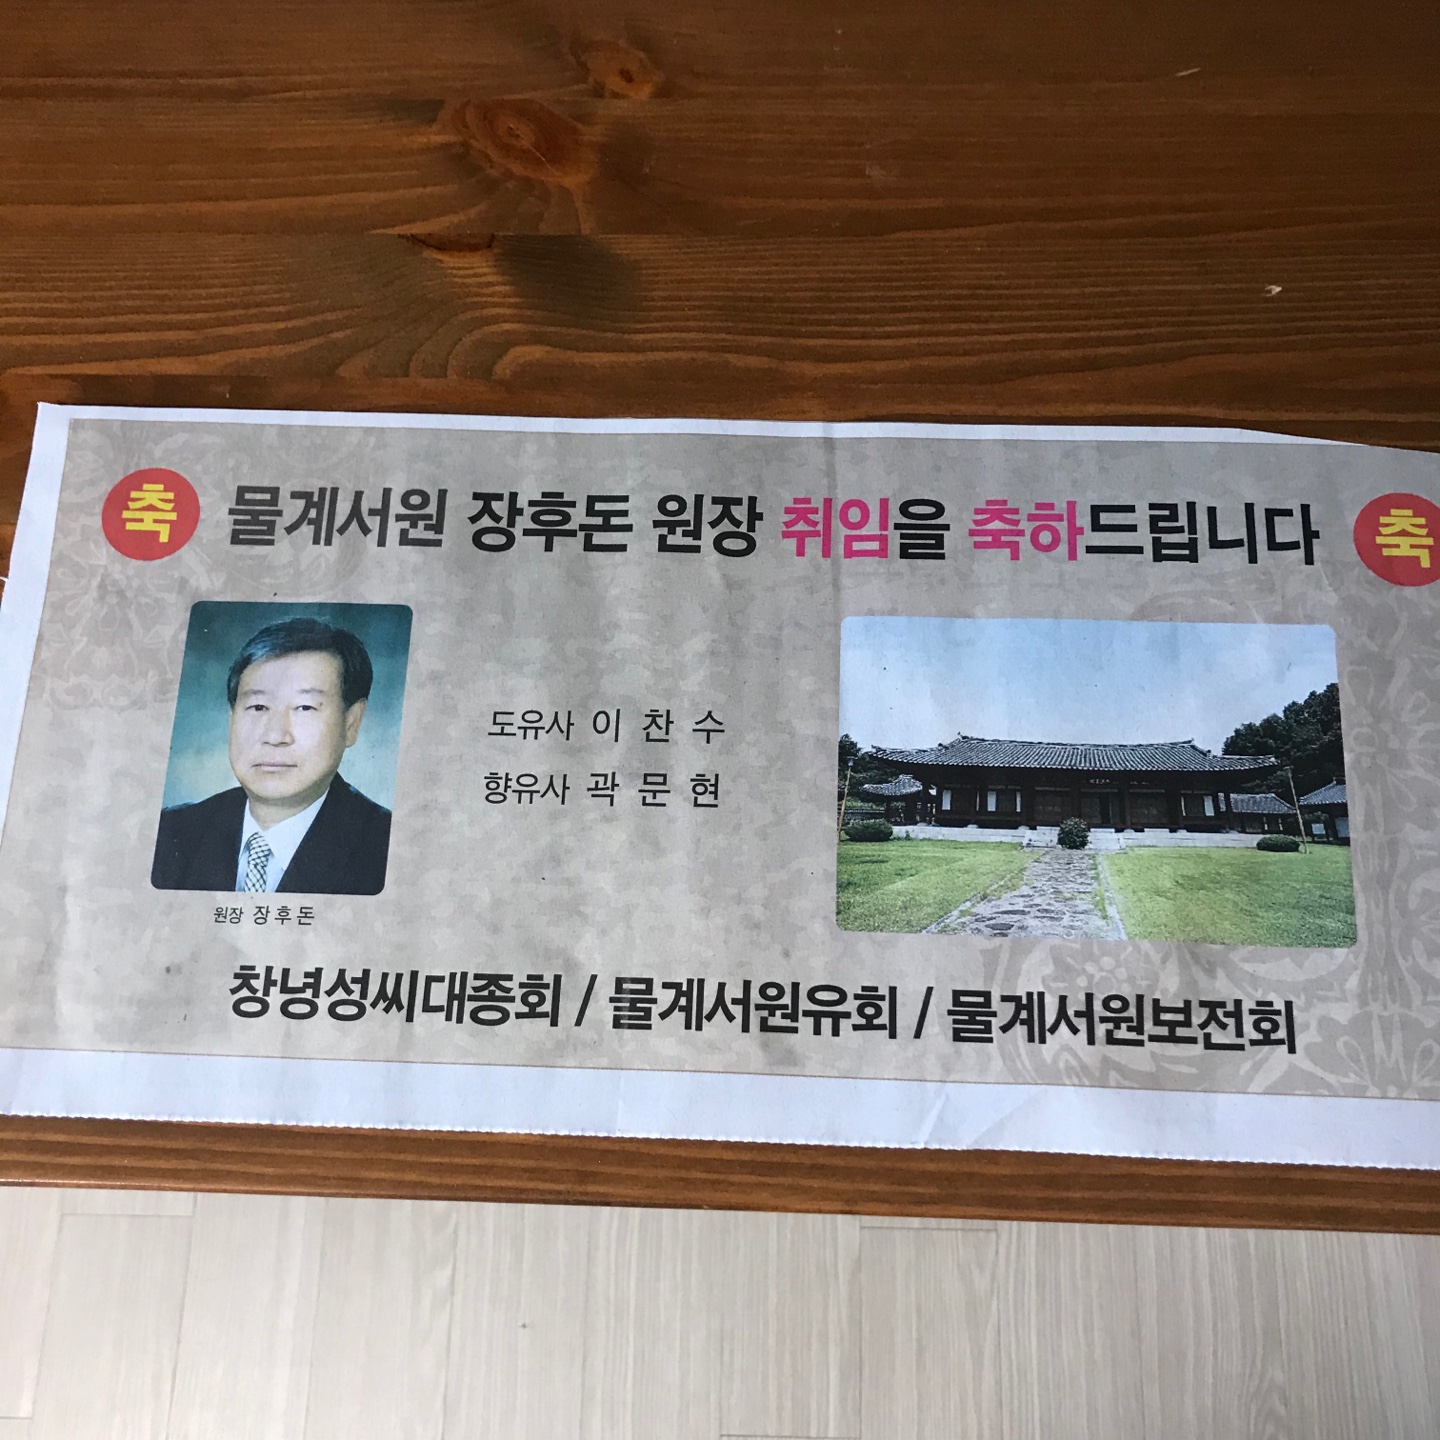 축 물계서원 장후돈 원장 취임을 축하드립니다 축
도유사 이 찬 수
향유사 곽 문 현
원장 장후돈
창녕성씨대종회 / 물계서원유회 / 물계서원보전회